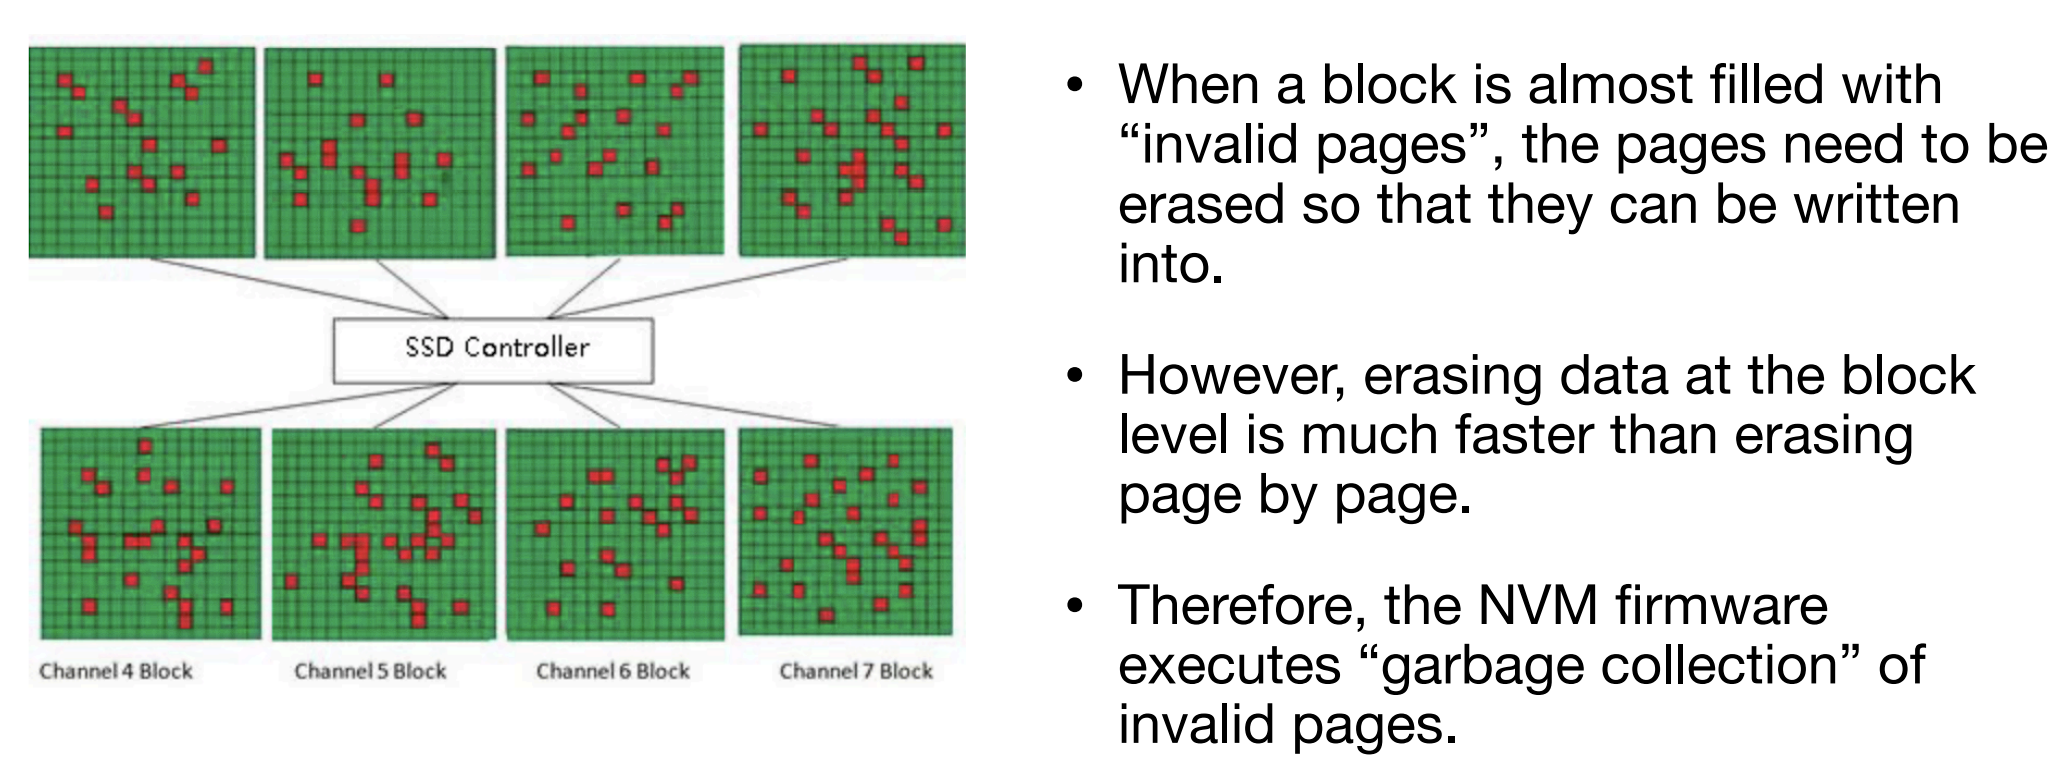 SSD Controller
Channel 4 Block
Channel 5 Block
Channel 6 Block
Channel 7 Block
• When a block is almost filled with
“invalid pages”, the pages need to be
erased so that they can be written
into.
• However, erasing data at the block
level is much faster than erasing
page by page.
• Therefore, the NVM firmware
executes “garbage collection” of
invalid pages.